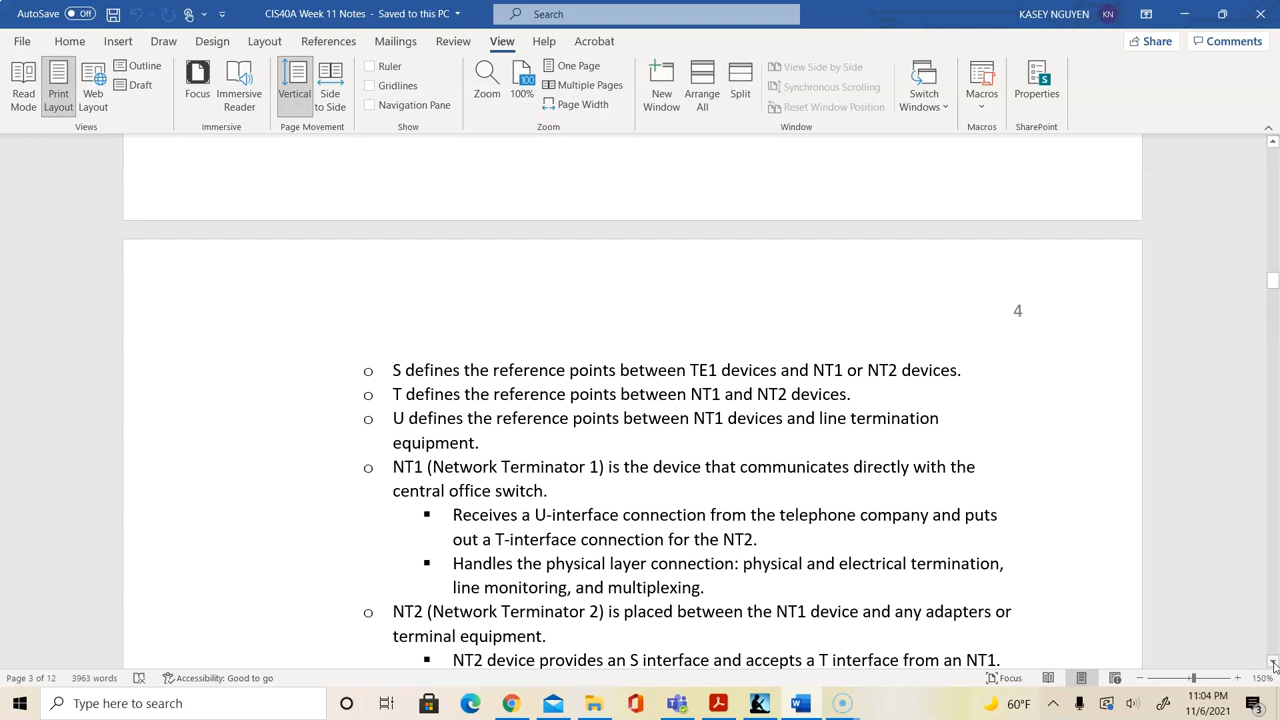 AutoSave Off CIS40A Week 11 Notes Search KASEY NGUYEN KN
File Home Insert Draw Design Layout References Mailings Review View Help Acrobat Share Comments
Read Mode Print Layout Web Layout Outline Draft Focus Immersive Reader Vertical Side to Side Ruler Gridlines Navigation Pane Zoom 100 100% One Page Multiple Pages Page Width New Window Arrange All Split View Side by Side Synchronous Scrolling Reset Window Position Switch Windows Macros Properties
Views Immersive Page Movement Show Zoom Window Macros SharePoint
4
o S defines the reference points between TE1 devices and NT1 or NT2 devices.
o T defines the reference points between NT1 and NT2 devices.
o U defines the reference points between NT1 devices and line termination
equipment.
o NT1 (Network Terminator 1) is the device that communicates directly with the
central office switch.
▪ Receives a U-interface connection from the telephone company and puts
out a T-interface connection for the NT2.
▪ Handles the physical layer connection: physical and electrical termination,
line monitoring, and multiplexing.
o NT2 (Network Terminator 2) is placed between the NT1 device and any adapters or
terminal equipment.
▪ NT2 device provides an S interface and accepts a T interface from an NT1.
Page 3 of 12 3963 words Accessibility: Good to go Focus 150%
Type here to search 60°F 11:04 PM
11/6/2021 3